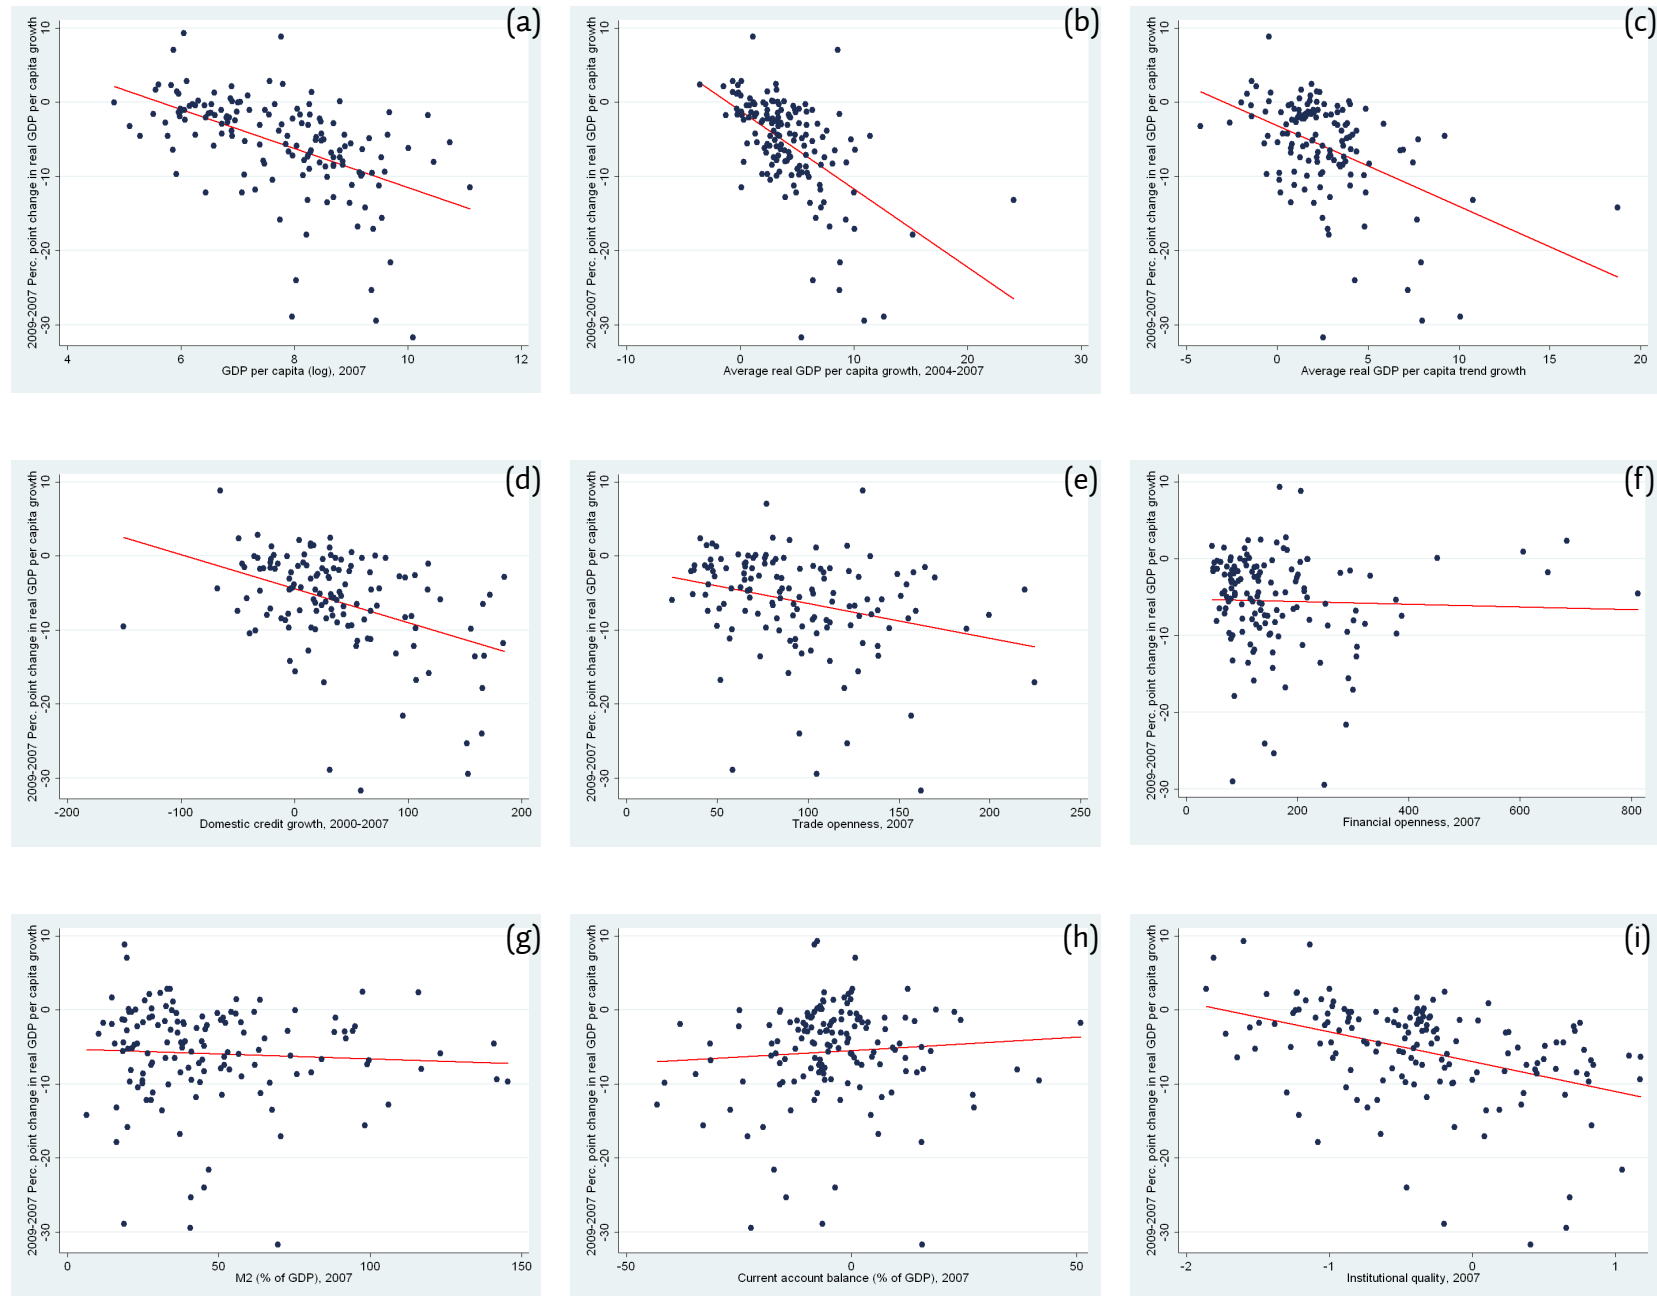 (a)
2009-2007 Perc. point change in real GDP per capita growth
10
0
-10
-20
-30
4 6 8 10 12
GDP per capita (log), 2007
(b)
2009-2007 Perc. point change in real GDP per capita growth
10
0
-10
-20
-30
-10 0 10 20 30
Average real GDP per capita growth, 2004-2007
(c)
2009-2007 Perc. point change in real GDP per capita growth
10
0
-10
-20
-30
-5 0 5 10 15 20
Average real GDP per capita trend growth
(d)
2009-2007 Perc. point change in real GDP per capita growth
10
0
-10
-20
-30
-200 -100 0 100 200
Domestic credit growth, 2000-2007
(e)
2009-2007 Perc. point change in real GDP per capita growth
10
0
-10
-20
-30
0 50 100 150 200 250
Trade openness, 2007
(f)
2009-2007 Perc. point change in real GDP per capita growth
10
0
-10
-20
-30
0 200 400 600 800
Financial openness, 2007
(g)
2009-2007 Perc. point change in real GDP per capita growth
10
0
-10
-20
-30
0 50 100 150
M2 (% of GDP), 2007
(h)
2009-2007 Perc. point change in real GDP per capita growth
10
0
-10
-20
-30
-50 0 50
Current account balance (% of GDP), 2007
(i)
2009-2007 Perc. point change in real GDP per capita growth
10
0
-10
-20
-30
-2 -1 0 1
Institutional quality, 2007